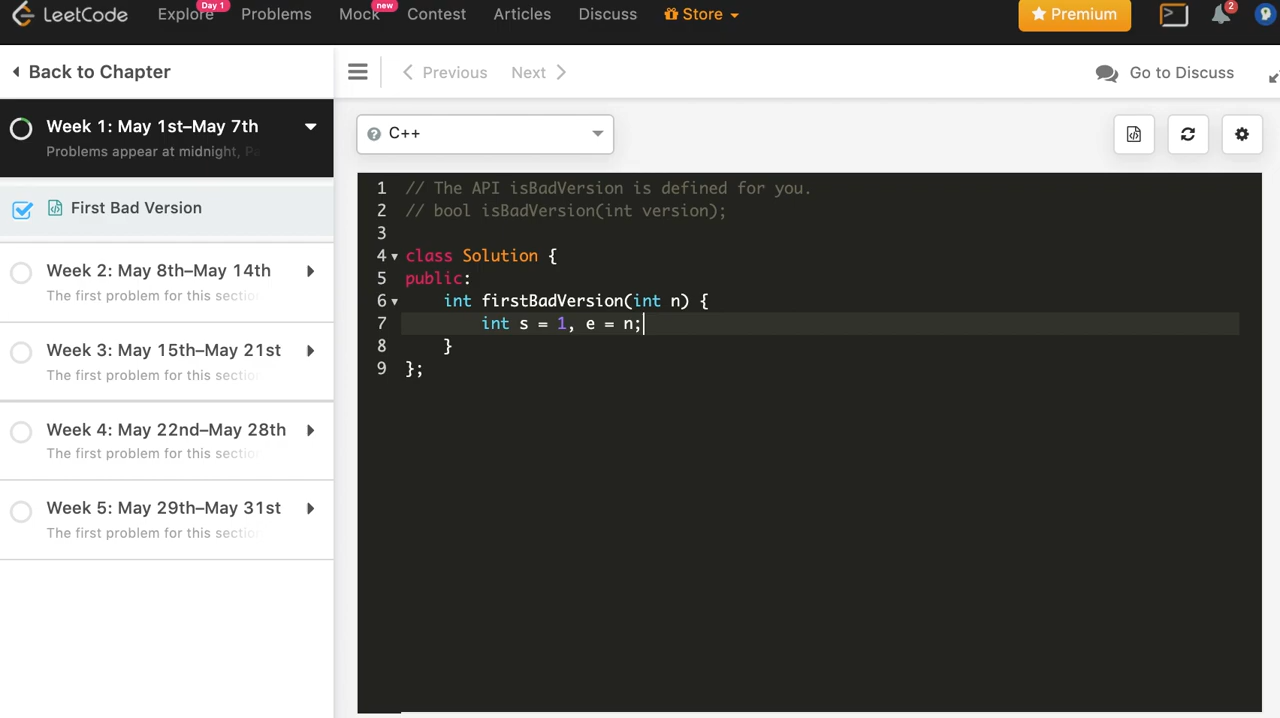 LeetCode Explore Day 1 Problems Mock new Contest Articles Discuss Store Premium 2
Back to Chapter
Previous Next Go to Discuss
Week 1: May 1st–May 7th
Problems appear at midnight,
First Bad Version
Week 2: May 8th–May 14th
The first problem for this sectio
Week 3: May 15th–May 21st
The first problem for this sectio
Week 4: May 22nd–May 28th
The first problem for this sectio
Week 5: May 29th–May 31st
The first problem for this sectio
C++
1 // The API isBadVersion is defined for you.
2 // bool isBadVersion(int version);
3
4 class Solution {
5 public:
6     int firstBadVersion(int n) {
7         int s = 1, e = n;
8     }
9 };